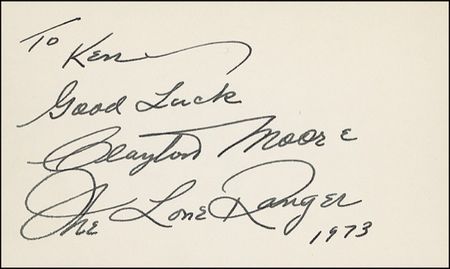 To Ken
Good Luck
Clayton Moore
The Lone Ranger
1973